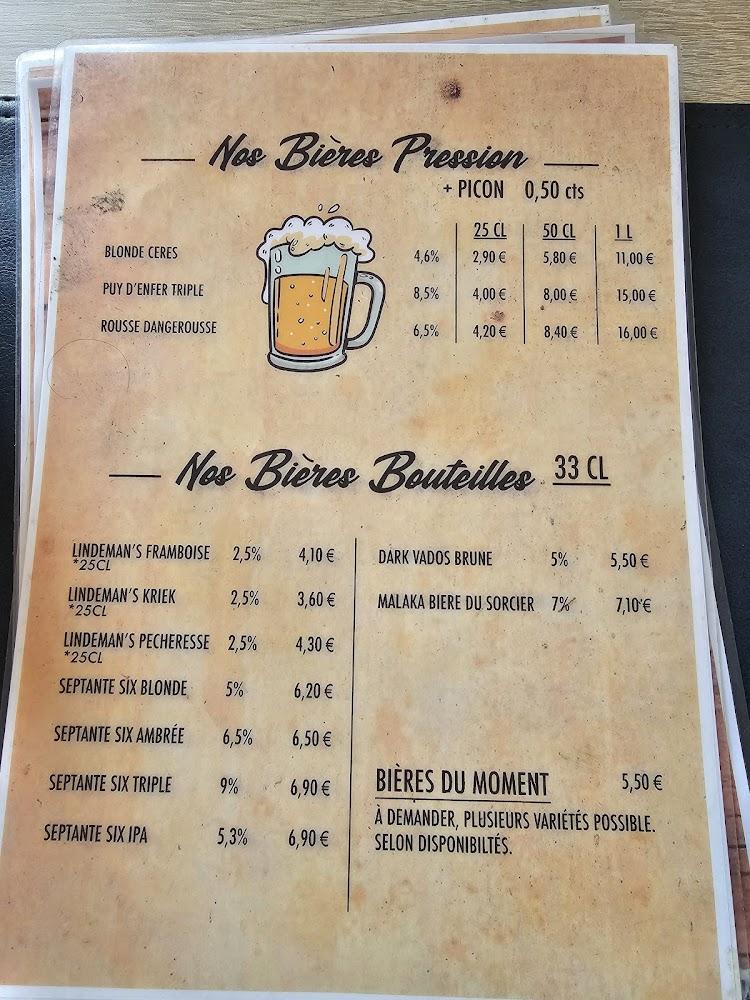 Nos Bières Pression
+ PICON 0,50 cts
25 CL 50 CL 1 L
BLONDE CERES 4,6% 2,90 € 5,80 € 11,00 €
PUY D'ENFER TRIPLE 8,5% 4,00 € 8,00 € 15,00 €
ROUSSE DANGEROUSSE 6,5% 4,20 € 8,40 € 16,00 €
Nos Bières Bouteilles 33 CL
LINDEMAN'S FRAMBOISE 2,5% 4,10 €
*25CL
LINDEMAN'S KRIEK 2,5% 3,60 €
*25CL
LINDEMAN'S PECHERESSE 2,5% 4,30 €
*25CL
SEPTANTE SIX BLONDE 5% 6,20 €
SEPTANTE SIX AMBRÉE 6,5% 6,50 €
SEPTANTE SIX TRIPLE 9% 6,90 €
SEPTANTE SIX IPA 5,3% 6,90 €
DARK VADOS BRUNE 5% 5,50 €
MALAKA BIERE DU SORCIER 7% 7,10 €
BIÈRES DU MOMENT 5,50 €
À DEMANDER, PLUSIEURS VARIÉTÉS POSSIBLE.
SELON DISPONIBILTÉS.